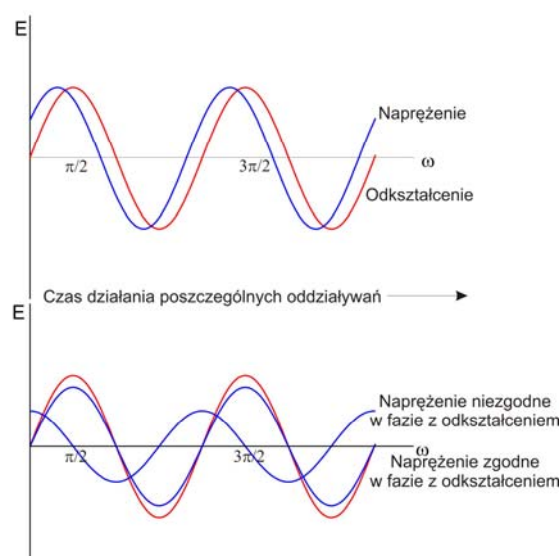 E
Naprężenie
π/2
3π/2
ω
Odkształcenie
Czas działania poszczególnych oddziaływań
E
Naprężenie niezgodne
w fazie z odkształceniem
π/2
3π/2
ω
Naprężenie zgodne
w fazie z odkształceniem